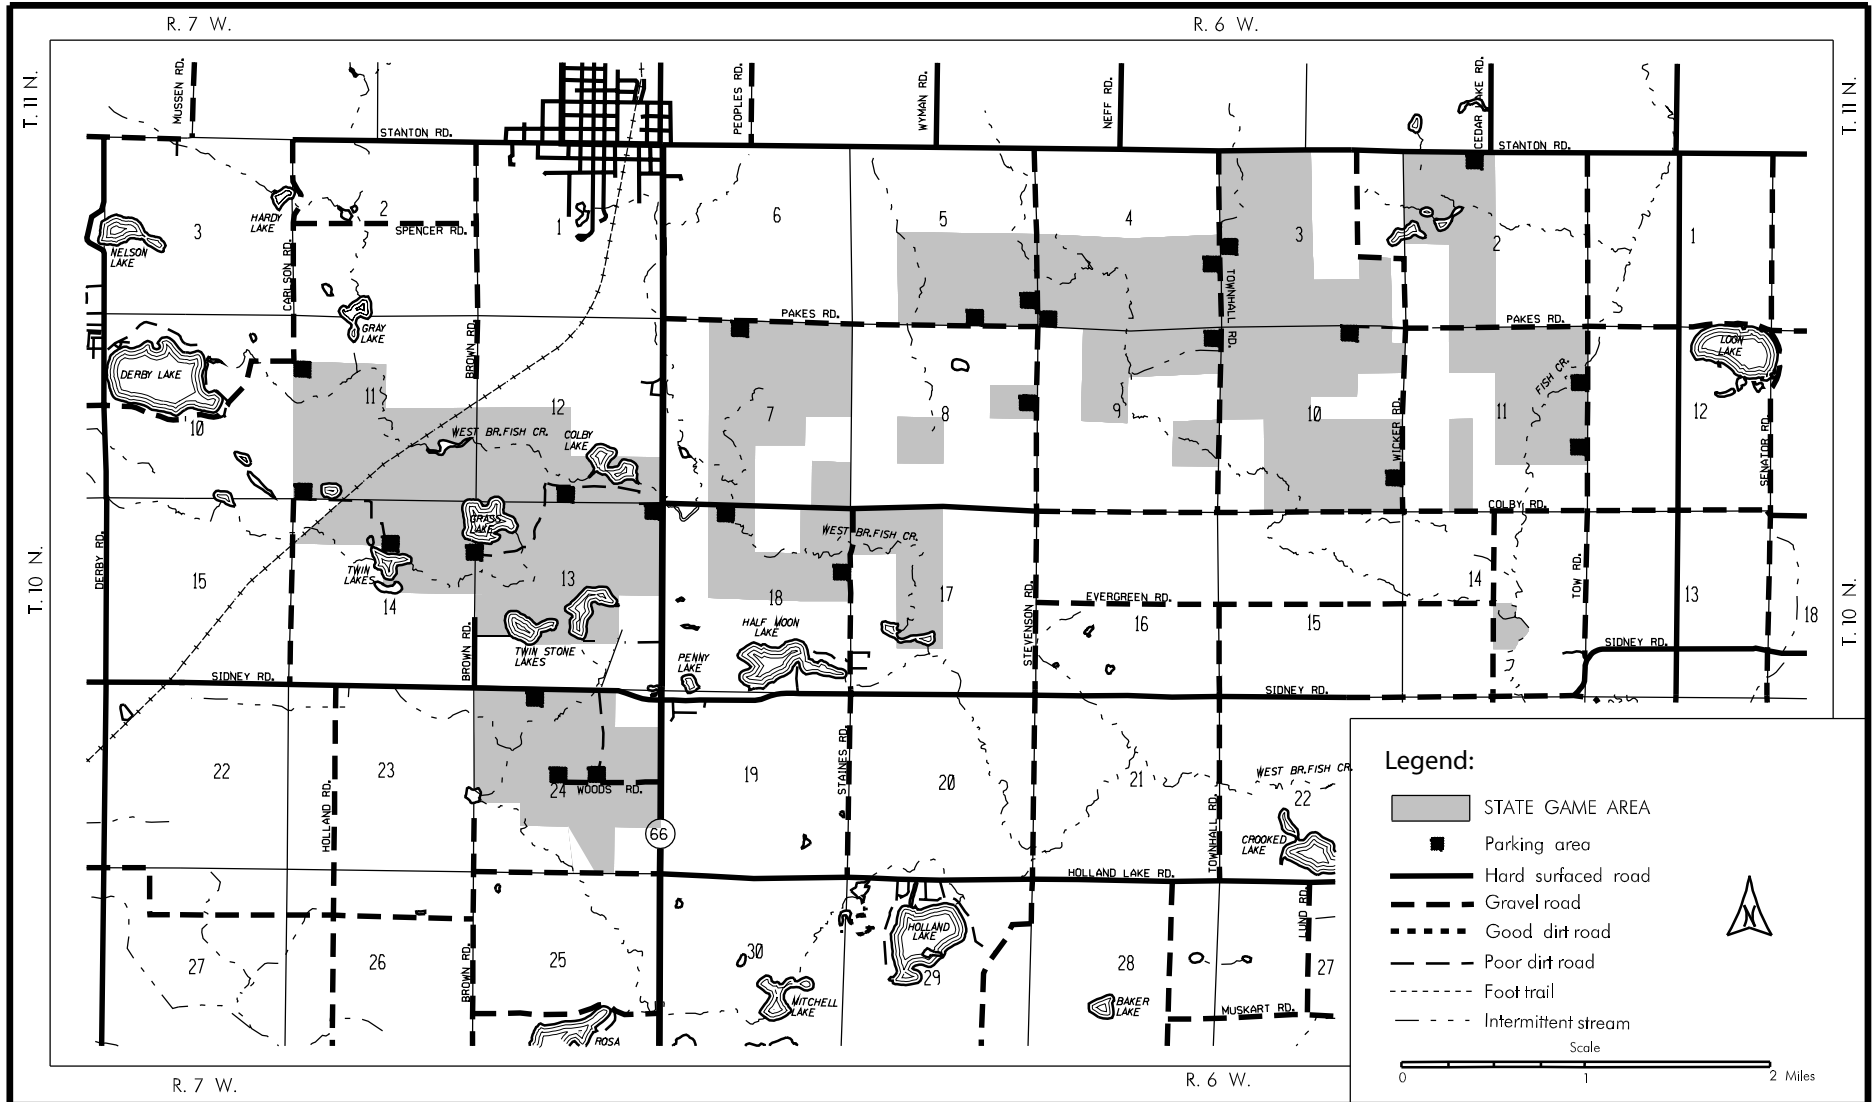 R. 7 W.
R. 6 W.
T. 11 N.
T. 11 N.
MUSSEN RD.
PEOPLES RD.
WYMAN RD.
NEFF RD.
CEDAR LAKE RD.
STANTON RD.
STANTON RD.
HARDY
LAKE
2
SPENCER RD.
1
6
5
4
3
2
1
3
NELSON
LAKE
CARLSON RD.
GRAY
LAKE
BROWN RD.
PAKES RD.
TOWNHALL RD.
PAKES RD.
LOON
LAKE
DERBY LAKE
FISH CR.
11
12
10
7
8
9
10
11
12
WEST BR.FISH CR.
COLBY
LAKE
WICKER RD.
SENATOR RD.
COLBY RD.
GRASS
LAKE
WEST BR.FISH CR.
DERBY RD.
TWIN
LAKES
15
14
13
18
17
STEVENSON RD.
EVERGREEN RD.
16
15
14
TOW RD.
13
18
T. 10 N.
T. 10 N.
HALF MOON
LAKE
BROWN RD.
TWIN STONE
LAKES
PENNY
LAKE
SIDNEY RD.
SIDNEY RD.
SIDNEY RD.
22
23
24
WOODS RD.
19
STAINES RD.
20
21
WEST BR.FISH CR.
22
HOLLAND RD.
66
TOWNHALL RD.
CROOKED
LAKE
HOLLAND LAKE RD.
LUND RD.
HOLLAND
LAKE
27
26
BROWN RD.
25
30
29
28
27
MITCHELL
LAKE
BAKER
LAKE
MUSKART RD.
ROSA
Legend:
STATE GAME AREA
Parking area
Hard surfaced road
Gravel road
Good dirt road
Poor dirt road
Foot trail
Intermittent stream
N
Scale
0 1 2 Miles
R. 7 W.
R. 6 W.